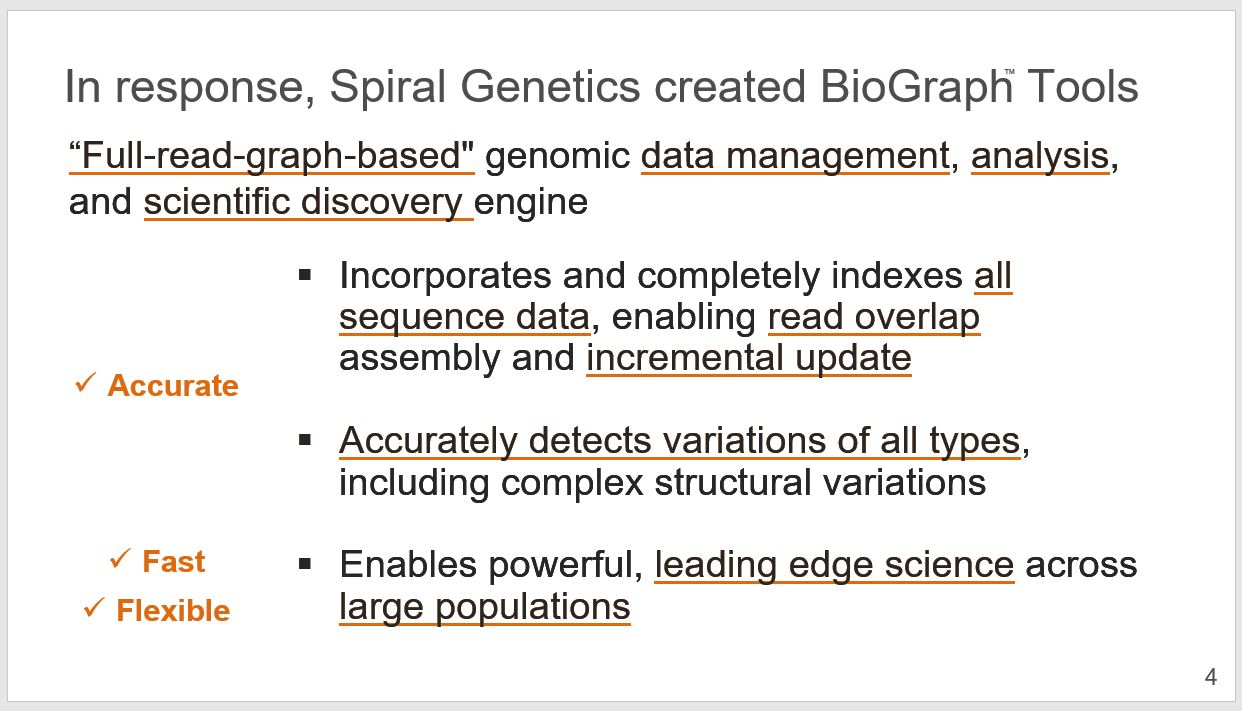 In response, Spiral Genetics created BioGraph™ Tools
“Full-read-graph-based" genomic data management, analysis,
and scientific discovery engine
▪ Incorporates and completely indexes all
sequence data, enabling read overlap
assembly and incremental update
✓ Accurate
▪ Accurately detects variations of all types,
including complex structural variations
✓ Fast
▪ Enables powerful, leading edge science across
large populations
✓ Flexible
4